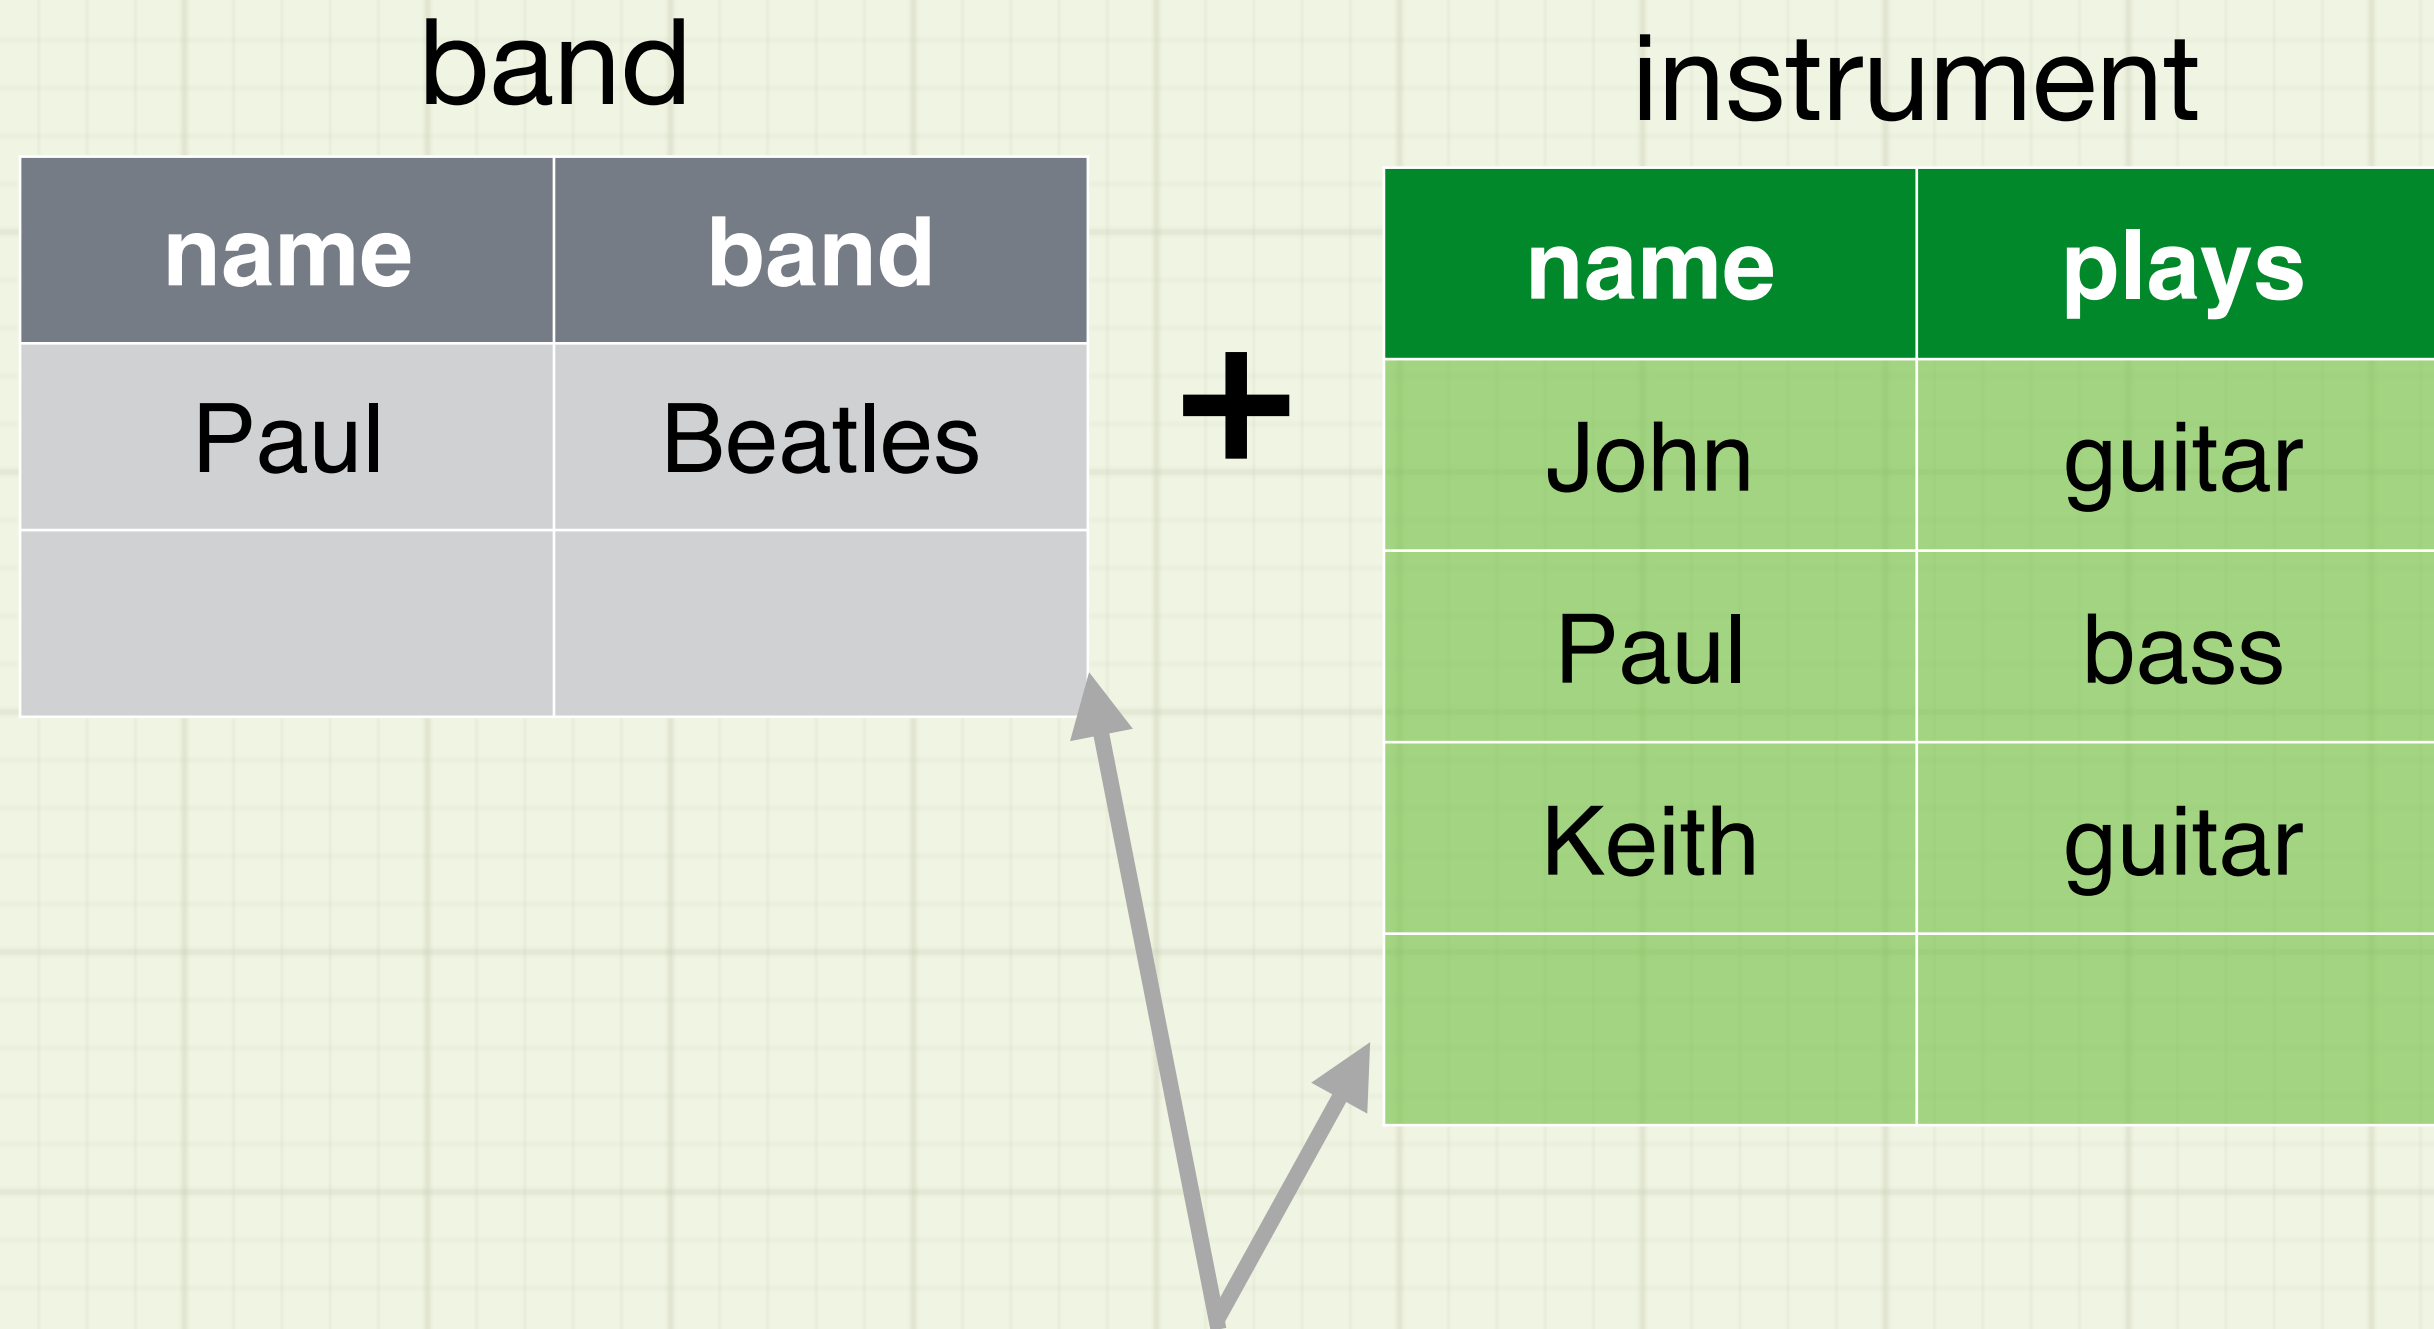 band
name band
Paul Beatles
+
instrument
name plays
John guitar
Paul bass
Keith guitar